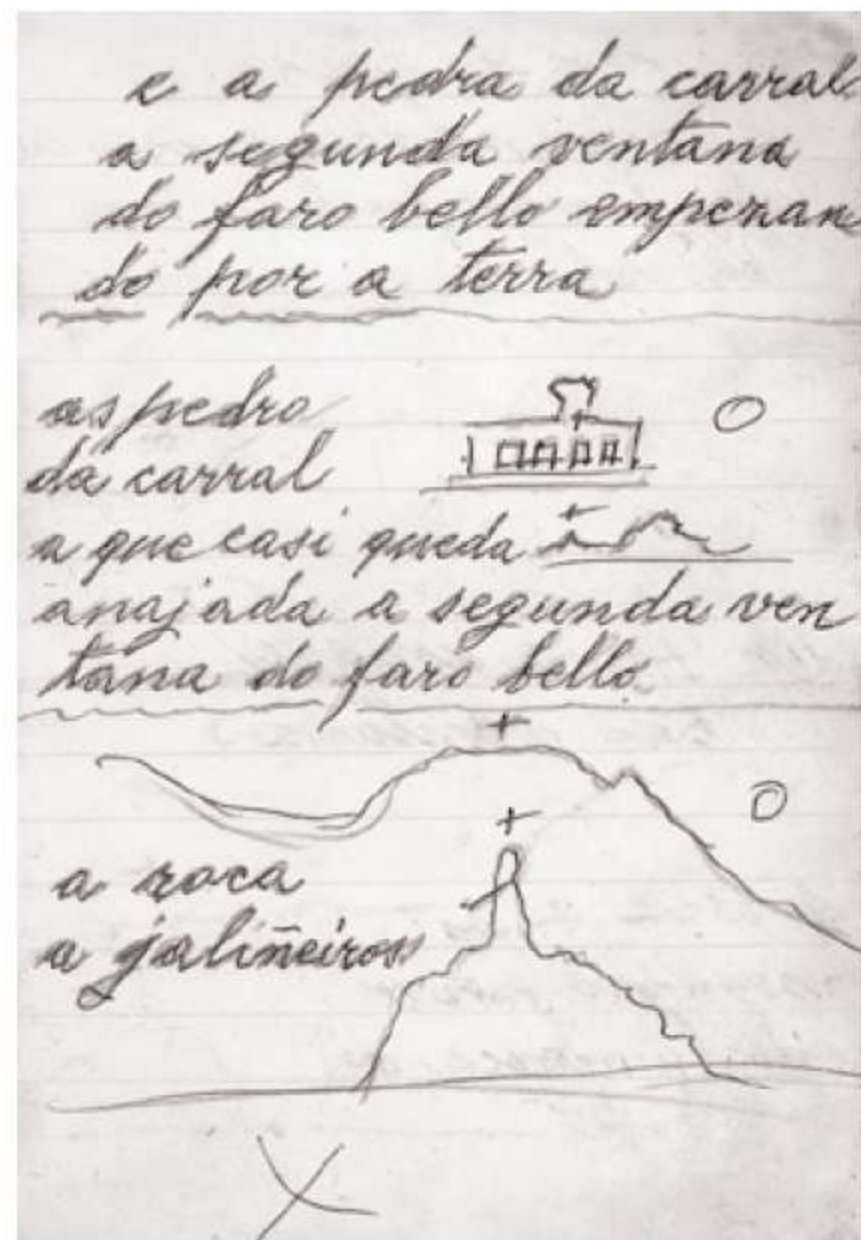 e a pedra da carral
a segunda ventana
do faro bello empezan
do por a terra
as pedro
da carral
a que casi queda
anajada a segunda ven
tana do faro bello
a roca
a galiñeiros